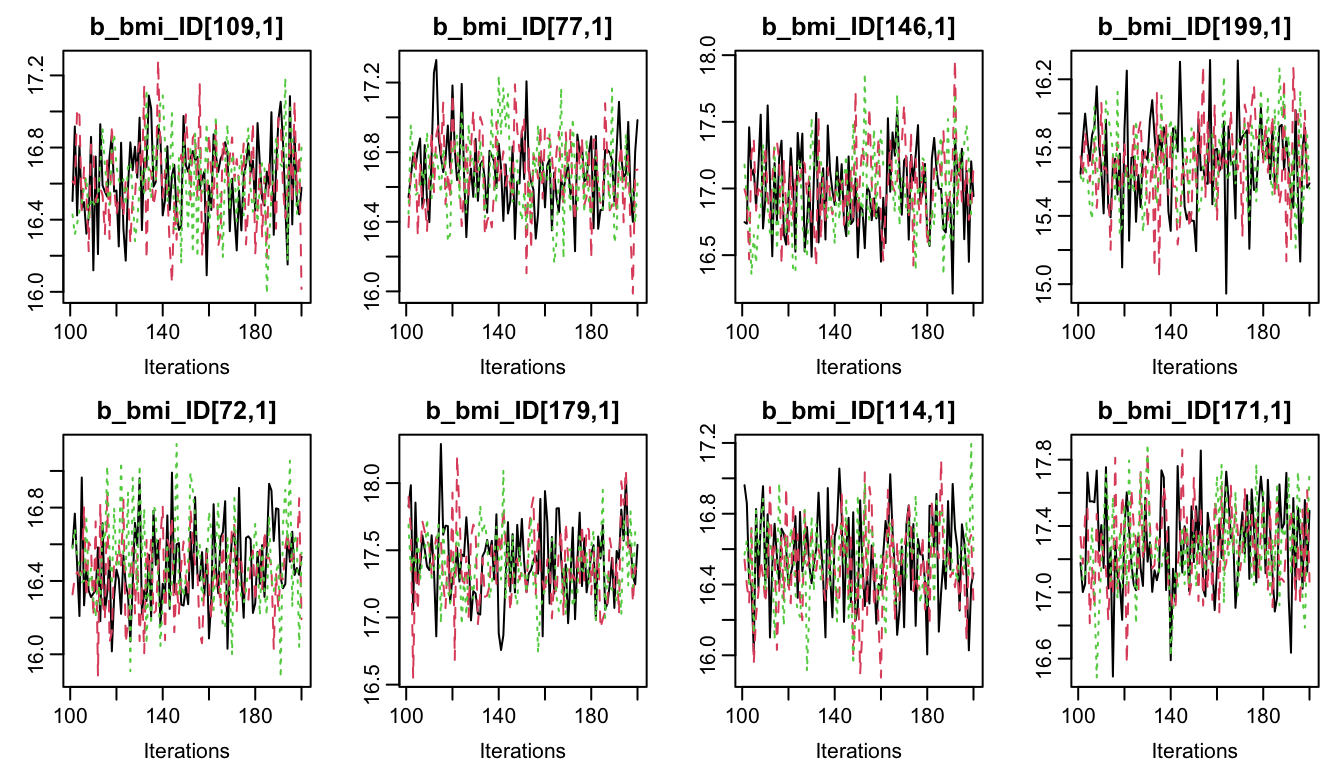 b_bmi_ID[109,1] b_bmi_ID[77,1] b_bmi_ID[146,1] b_bmi_ID[199,1]
16.0 16.4 16.8 17.2
16.0 16.4 16.8 17.2
16.5 17.0 17.5 18.0
15.0 15.4 15.8 16.2
100 140 180 100 140 180 100 140 180 100 140 180
Iterations Iterations Iterations Iterations
b_bmi_ID[72,1] b_bmi_ID[179,1] b_bmi_ID[114,1] b_bmi_ID[171,1]
16.0 16.4 16.8
16.5 17.0 17.5 18.0
16.0 16.4 16.8 17.2
16.6 17.0 17.4 17.8
100 140 180 100 140 180 100 140 180 100 140 180
Iterations Iterations Iterations Iterations